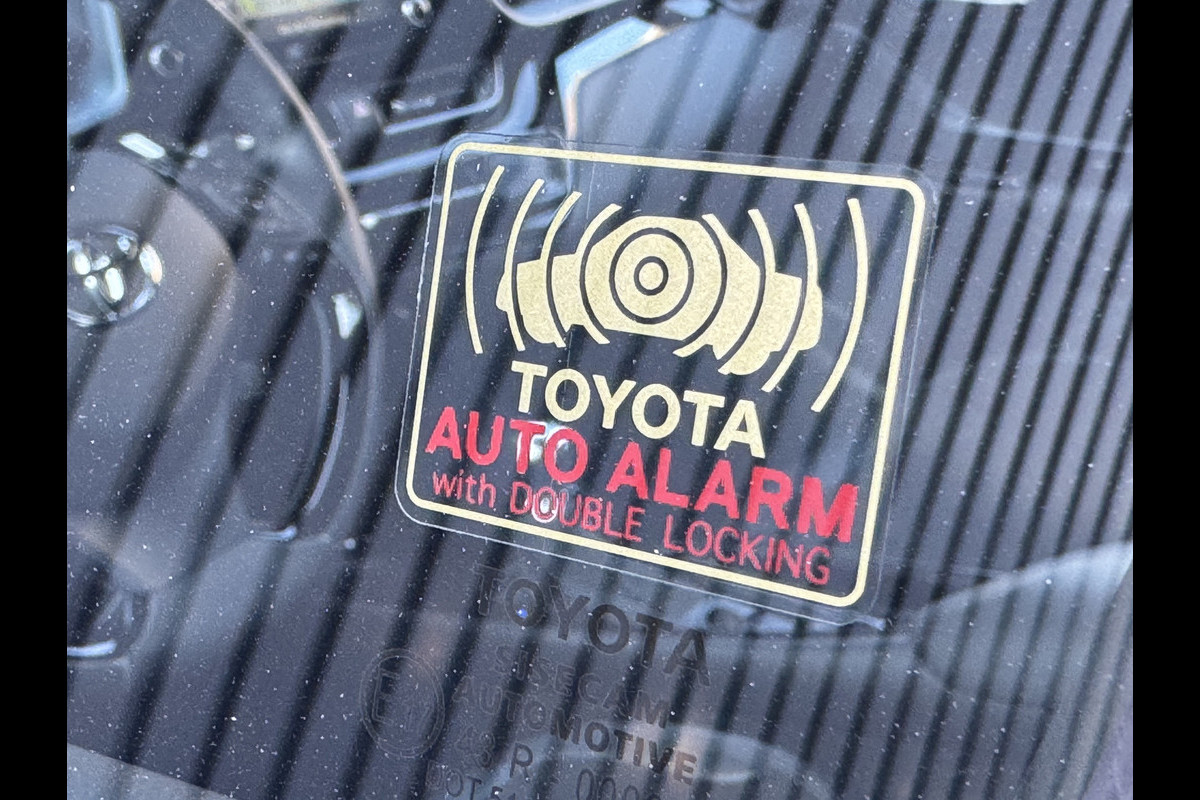 TOYOTA
AUTO ALARM
with DOUBLE LOCKING
TOYOTA
SISECAM
AUTOMOTIVE